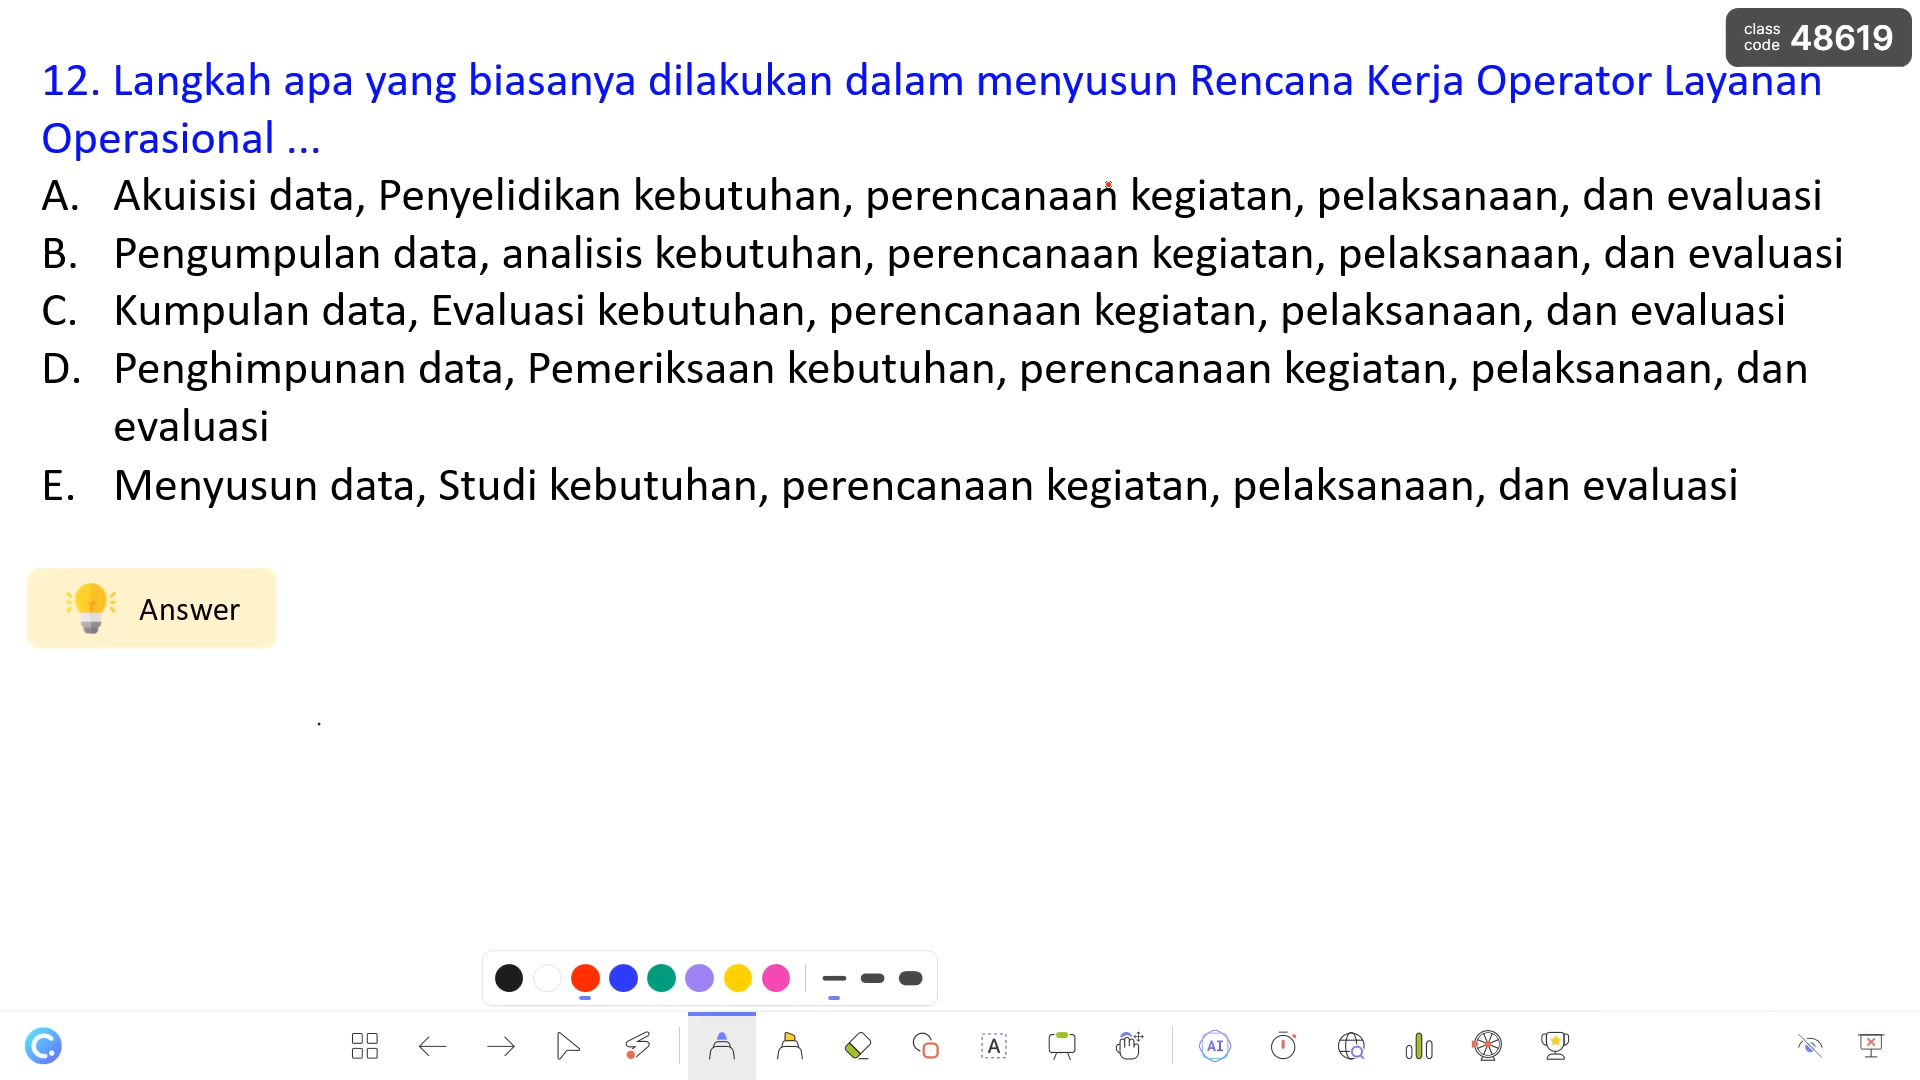 class
code 48619
12. Langkah apa yang biasanya dilakukan dalam menyusun Rencana Kerja Operator Layanan
Operasional ...
A. Akuisisi data, Penyelidikan kebutuhan, perencanaan kegiatan, pelaksanaan, dan evaluasi
B. Pengumpulan data, analisis kebutuhan, perencanaan kegiatan, pelaksanaan, dan evaluasi
C. Kumpulan data, Evaluasi kebutuhan, perencanaan kegiatan, pelaksanaan, dan evaluasi
D. Penghimpunan data, Pemeriksaan kebutuhan, perencanaan kegiatan, pelaksanaan, dan
evaluasi
E. Menyusun data, Studi kebutuhan, perencanaan kegiatan, pelaksanaan, dan evaluasi
Answer
A
AI